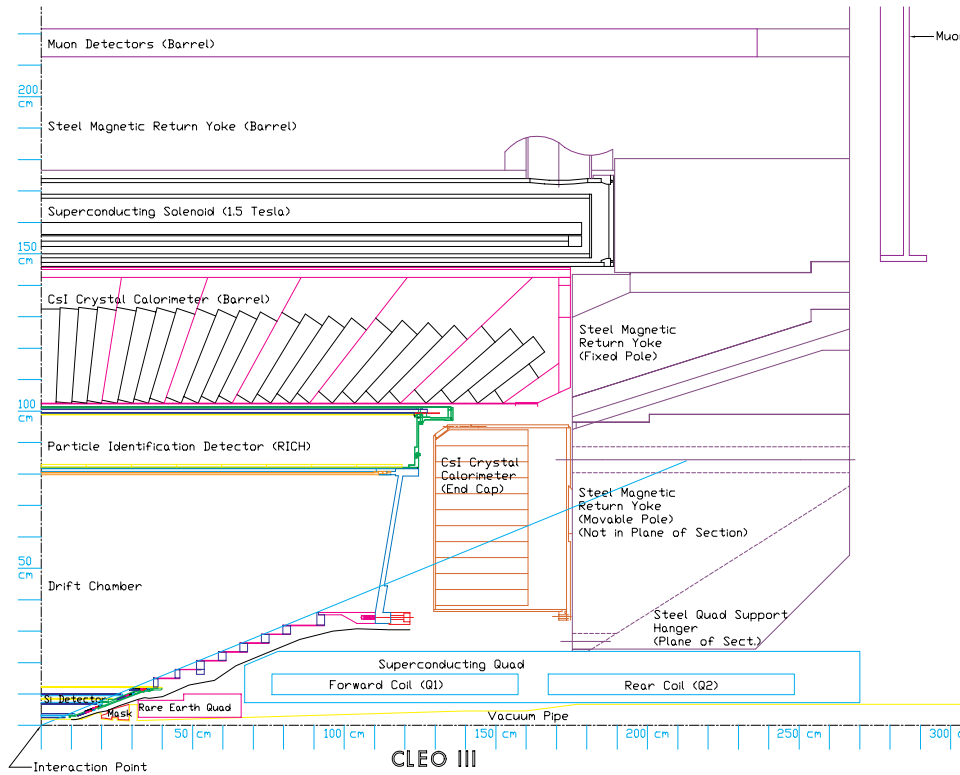 Muon Detectors (Barrel)
Muon
200
cm
Steel Magnetic Return Yoke (Barrel)
Superconducting Solenoid (1.5 Tesla)
150
cm
CsI Crystal Calorimeter (Barrel)
Steel Magnetic
Return Yoke
(Fixed Pole)
100
cm
Particle Identification Detector (RICH)
CsI Crystal
Calorimeter
(End Cap)
Steel Magnetic
Return Yoke
(Movable Pole)
(Not in Plane of Section)
50
cm
Drift Chamber
Steel Quad Support
Hanger
(Plane of Sect.)
Superconducting Quad
Forward Coil (Q1)
Rear Coil (Q2)
Si Detector
Mask
Rare Earth Quad
Vacuum Pipe
50 cm
100 cm
150 cm
200 cm
250 cm
300 c
CLEO III
Interaction Point